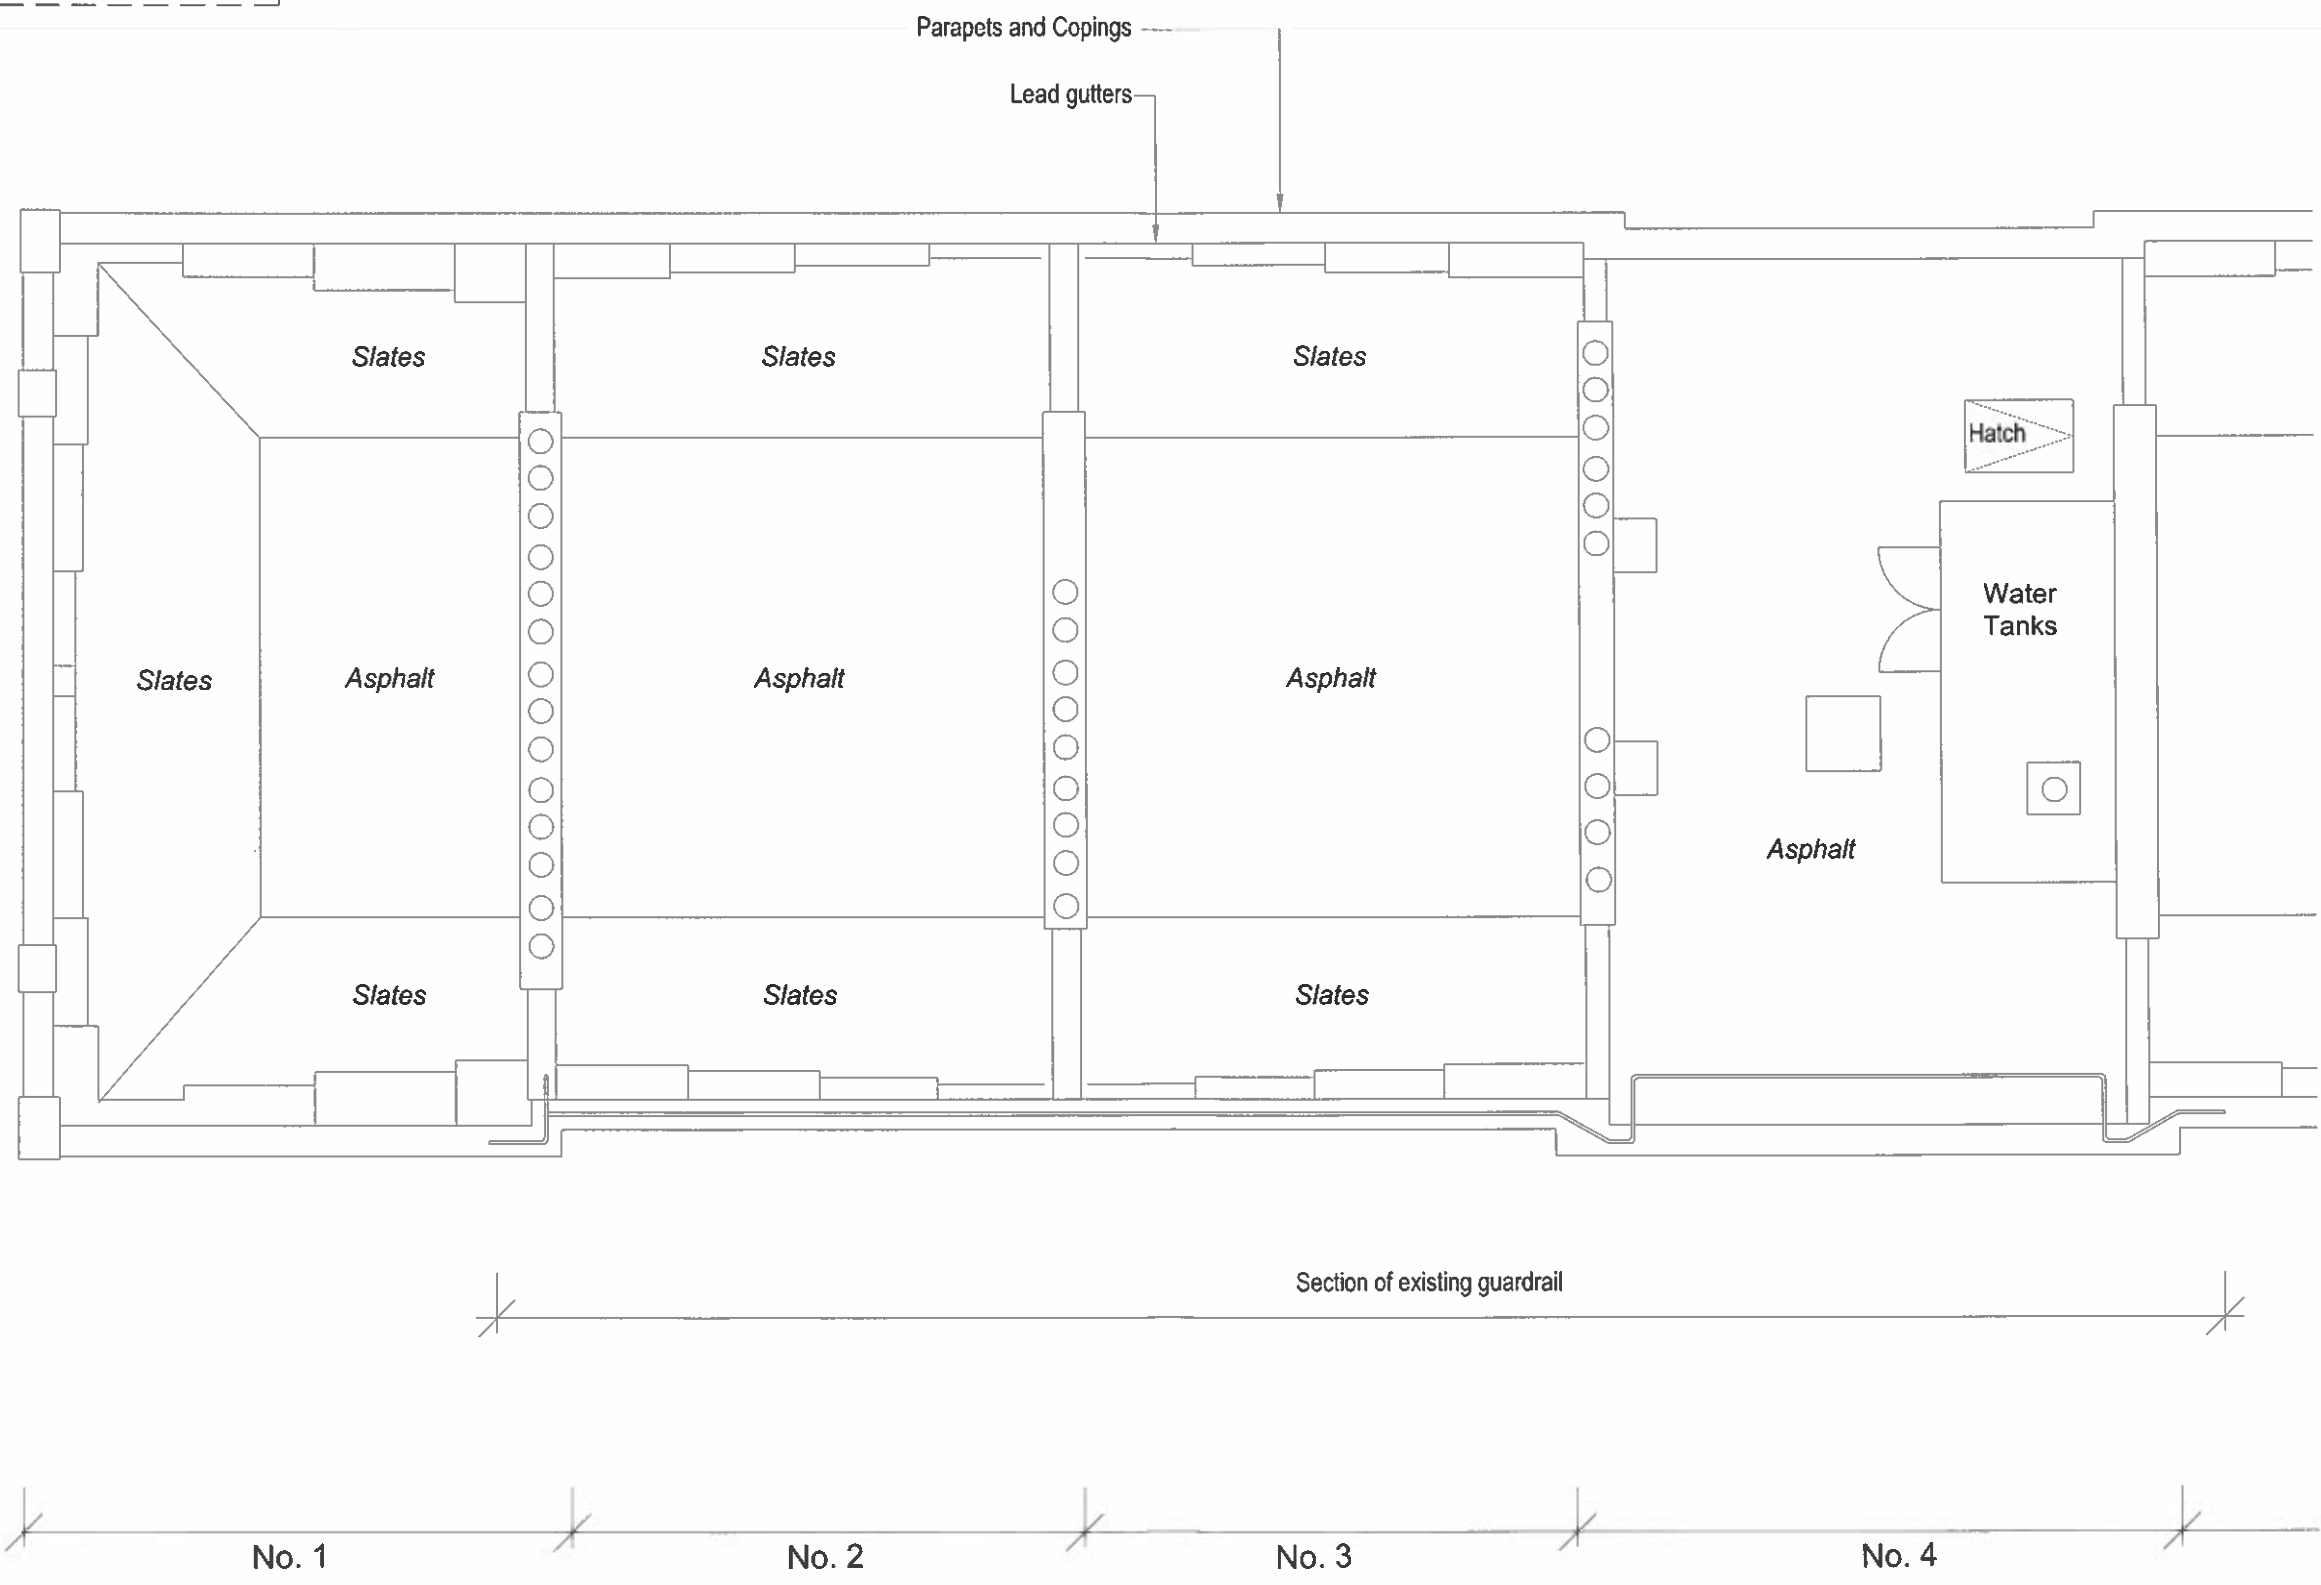 Parapets and Copings
Lead gutters
Slates
Slates
Slates
Hatch
Water
Tanks
Slates
Asphalt
Asphalt
Asphalt
Asphalt
Slates
Slates
Slates
Section of existing guardrail
No. 1
No. 2
No. 3
No. 4